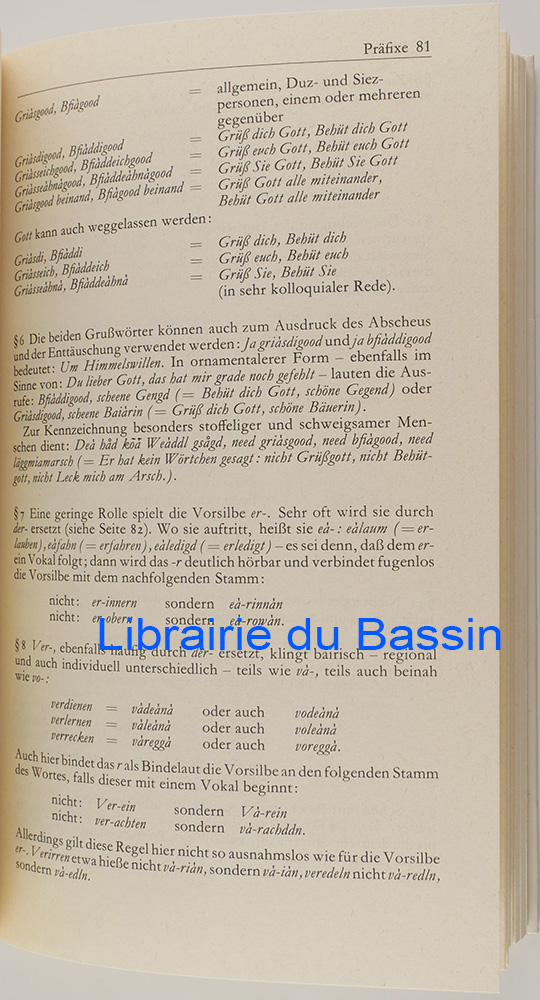 Präfixe 81
Griàsgood, Bfiàgood = allgemein, Duz- und Siez-
personen, einem oder mehreren
gegenüber
Griàsdigood, Bfiàddigood = Grüß dich Gott, Behüt dich Gott
Griàsseichgood, Bfiàddeichgood = Grüß euch Gott, Behüt euch Gott
Griàsseàhnàgood, Bfiàddeàhnàgood = Grüß Sie Gott, Behüt Sie Gott
Griàsgood beinand, Bfiàgood beinand = Grüß Gott alle miteinander,
Behüt Gott alle miteinander
Gott kann auch weggelassen werden:
Griàsdi, Bfiàddi = Grüß dich, Behüt dich
Griàsseich, Bfiàddeich = Grüß euch, Behüt euch
Griàsseàhnà, Bfiàddeàhnà = Grüß Sie, Behüt Sie
(in sehr kolloquialer Rede).
§6 Die beiden Grußwörter können auch zum Ausdruck des Abscheus
und der Enttäuschung verwendet werden: Ja griàsdigood und ja bfiàddigood
bedeutet: Um Himmelswillen. In ornamentalerer Form – ebenfalls im
Sinne von: Du lieber Gott, das hat mir grade noch gefehlt – lauten die Aus-
rufe: Bfiàddigood, scheene Gengd (= Behüt dich Gott, schöne Gegend) oder
Griàsdigood, scheene Baiàrin (= Grüß dich Gott, schöne Bäuerin).
Zur Kennzeichnung besonders stoffeliger und schweigsamer Men-
schen dient: Deà håd koã Weàddl gsågd, need griàsgood, need bfiàgood, need
läggmiamarsch (= Er hat kein Wörtchen gesagt: nicht Grüßgott, nicht Behüt-
gott, nicht Leck mich am Arsch.).
§7 Eine geringe Rolle spielt die Vorsilbe er-. Sehr oft wird sie durch
der- ersetzt (siehe Seite 82). Wo sie auftritt, heißt sie eà-: eàlaum (= er-
lauben), eàfahn (= erfahren), eàledigd (= erledigt) – es sei denn, daß dem er-
ein Vokal folgt; dann wird das -r deutlich hörbar und verbindet fugenlos
die Vorsilbe mit dem nachfolgenden Stamm:
nicht: er-innern sondern eà-rinnàn
nicht: er-obern sondern eà-rowàn.
Librairie du Bassin
§8 Ver-, ebenfalls häufig durch der- ersetzt, klingt bairisch – regional
und auch individuell unterschiedlich – teils wie và-, teils auch beinah
wie vo-:
verdienen = vàdeànà oder auch vodeànà
verlernen = vàleànà oder auch voleànà
verrecken = vàreggà oder auch voreggà.
Auch hier bindet das r als Bindelaut die Vorsilbe an den folgenden Stamm
des Wortes, falls dieser mit einem Vokal beginnt:
nicht: Ver-ein sondern Và-rein
nicht: ver-achten sondern và-rachddn.
Allerdings gilt diese Regel hier nicht so ausnahmslos wie für die Vorsilbe
er-. Verirren etwa hieße nicht và-riàn, sondern và-iàn, veredeln nicht và-redln,
sondern và-edln.